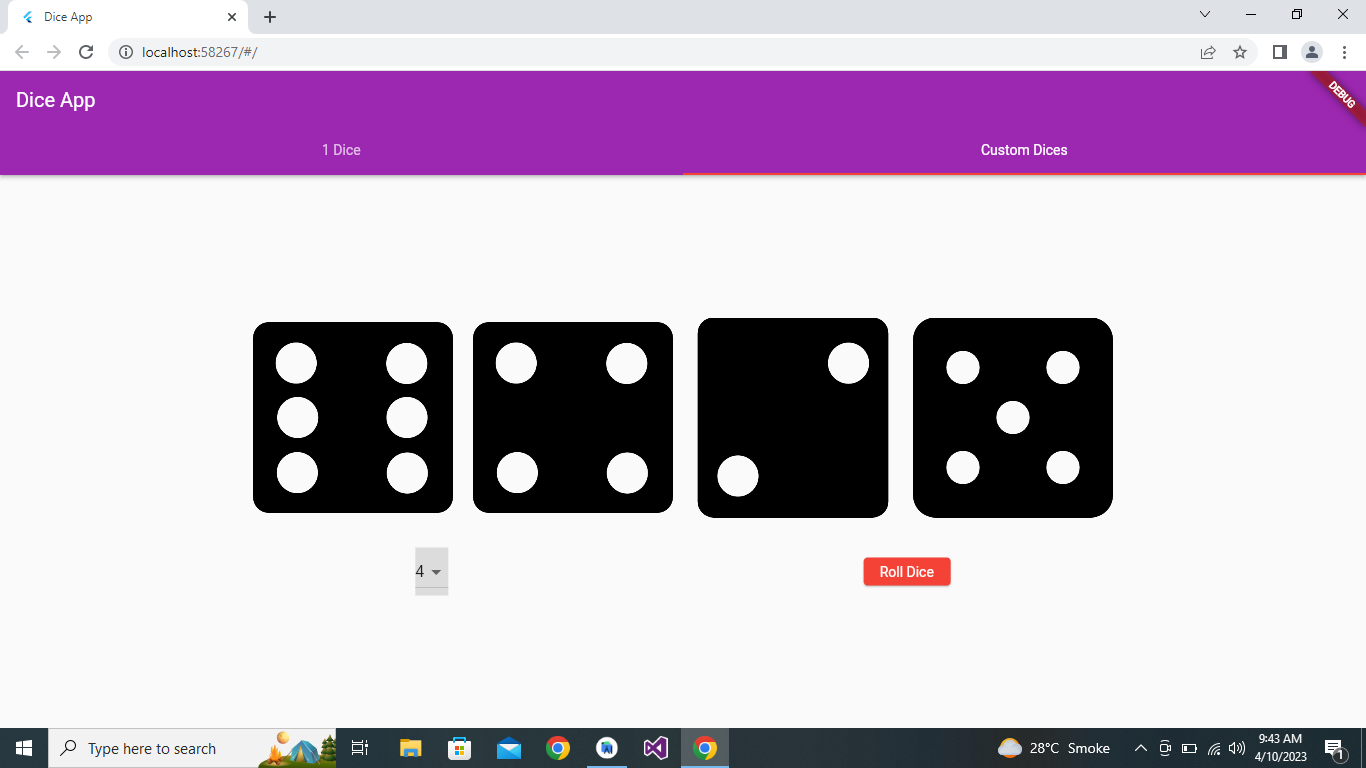 Dice App
localhost:58267/#/
Dice App
DEBUG
1 Dice
Custom Dices
4
Roll Dice
Type here to search
28°C Smoke
9:43 AM
4/10/2023
1